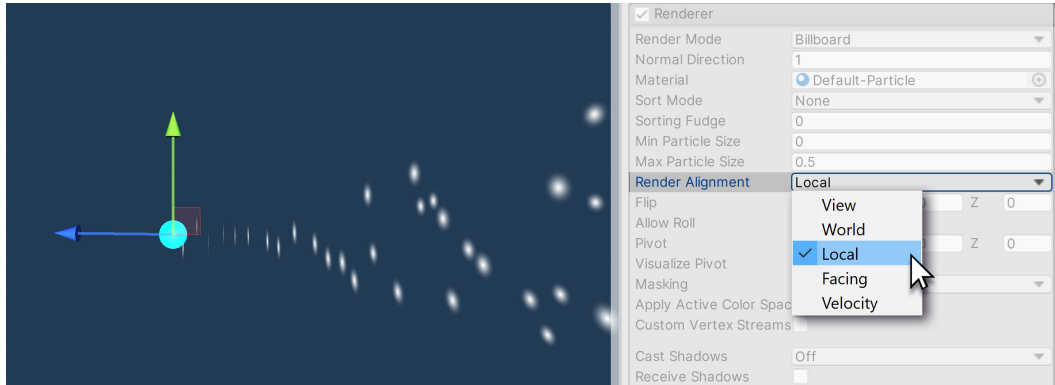 Renderer
Render Mode Billboard
Normal Direction 1
Material Default-Particle
Sort Mode None
Sorting Fudge 0
Min Particle Size 0
Max Particle Size 0.5
Render Alignment Local
Flip Z 0
View
Allow Roll
World
Pivot Z 0
Local
Visualize Pivot
Facing
Masking
Velocity
Apply Active Color Spac
Custom Vertex Streams
Cast Shadows Off
Receive Shadows